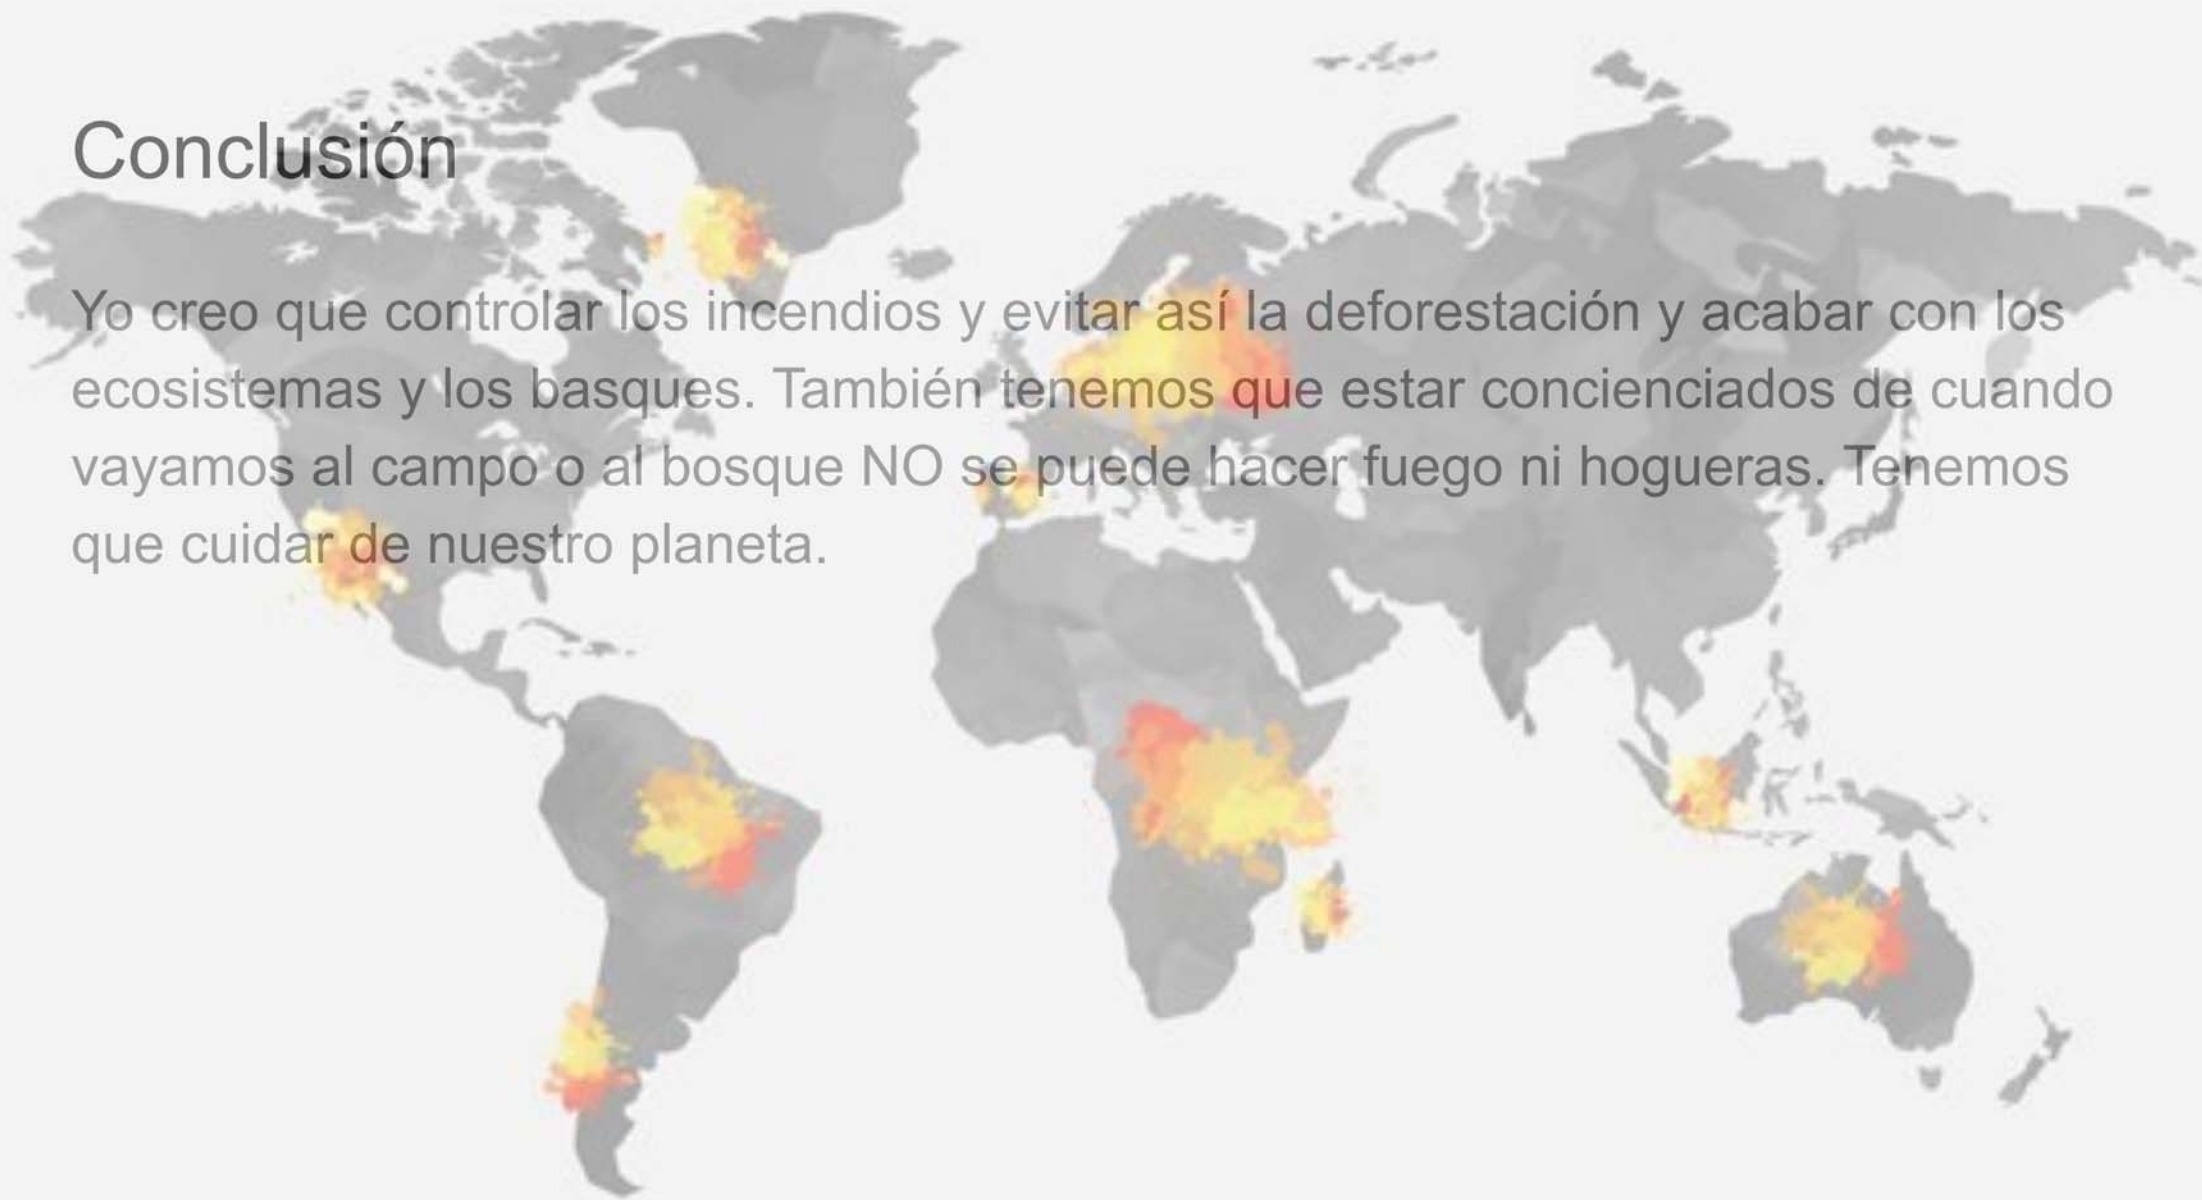 Conclusión
Yo creo que controlar los incendios y evitar así la deforestación y acabar con los
ecosistemas y los basques. También tenemos que estar concienciados de cuando
vayamos al campo o al bosque NO se puede hacer fuego ni hogueras. Tenemos
que cuidar de nuestro planeta.